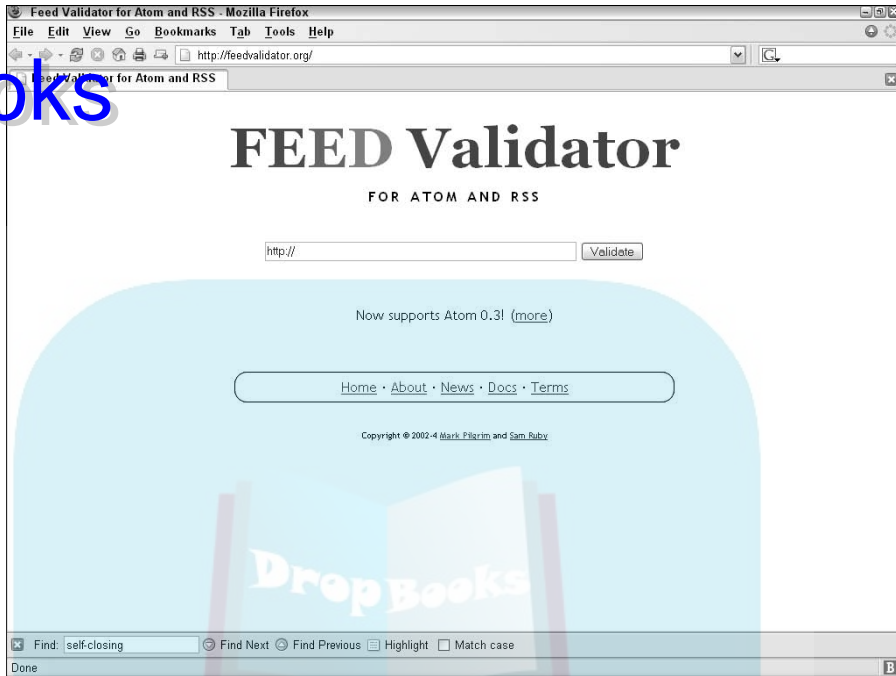 Feed Validator for Atom and RSS - Mozilla Firefox
File Edit View Go Bookmarks Tab Tools Help
http://feedvalidator.org/
G.
Feed Validator for Atom and RSS
oks
FEED Validator
FOR ATOM AND RSS
http:// Validate
Now supports Atom 0.3! (more)
Home · About · News · Docs · Terms
Copyright © 2002-4 Mark Pilgrim and Sam Ruby
DropBooks
Find: self-closing Find Next Find Previous Highlight Match case
Done B